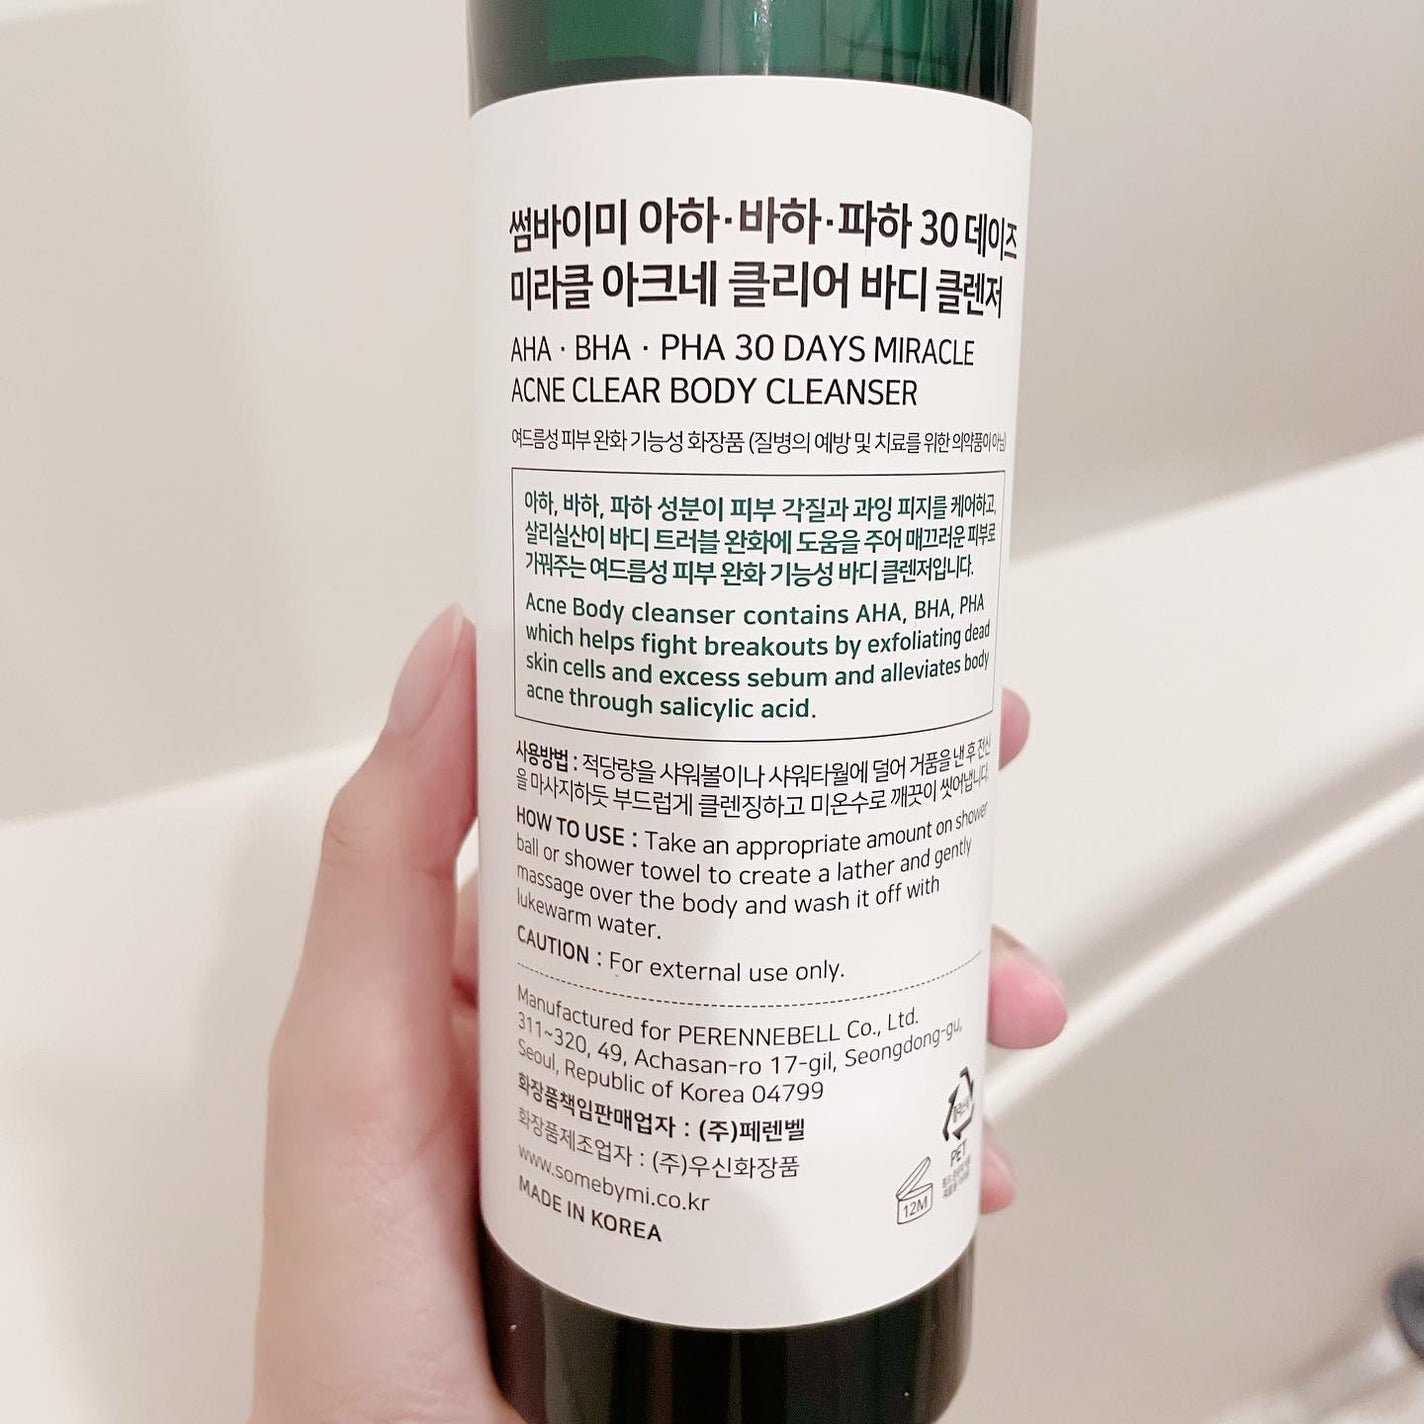 썸바이미 아하·바하·파하 30 데이즈
미라클 아크네 클리어 바디 클렌저
AHA · BHA · PHA 30 DAYS MIRACLE
ACNE CLEAR BODY CLEANSER
여드름성 피부 완화 기능성 화장품 (질병의 예방 및 치료를 위한 의약품이 아님)
아하, 바하, 파하 성분이 피부 각질과 과잉 피지를 케어하고,
살리실산이 바디 트러블 완화에 도움을 주어 매끄러운 피부로
가꿔주는 여드름성 피부 완화 기능성 바디 클렌저입니다.
Acne Body cleanser contains AHA, BHA, PHA
which helps fight breakouts by exfoliating dead
skin cells and excess sebum and alleviates body
acne through salicylic acid.
사용방법 : 적당량을 샤워볼이나 샤워타월에 덜어 거품을 낸 후 전신
을 마사지하듯 부드럽게 클렌징하고 미온수로 깨끗이 씻어냅니다.
HOW TO USE : Take an appropriate amount on shower
ball or shower towel to create a lather and gently
massage over the body and wash it off with
lukewarm water.
CAUTION : For external use only.
Manufactured for PERENNEBELL Co., Ltd.
311~320, 49, Achasan-ro 17-gil, Seongdong-gu,
Seoul, Republic of Korea 04799
화장품책임판매업자 : (주)페렌벨
화장품제조업자 : (주)우신화장품
www.somebymi.co.kr
MADE IN KOREA
PET
12M